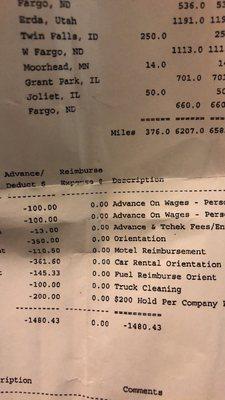 Fargo, ND 536.0 53
Erda, Utah 1191.0 119
Twin Falls, ID 250.0 25
W Fargo, ND 1113.0 111
Moorhead, MN 14.0 14
Grant Park, IL 701.0 701
Joliet, IL 50.0 50
Fargo, ND 660.0 660.
====== ====== ====
Miles 376.0 6207.0 658
Advance/ Reimburse
Deduct $ Expense $ Description
-100.00 0.00 Advance On Wages - Perso
-100.00 0.00 Advance On Wages - Perso
-13.00 0.00 Advance & Tchek Fees/En
-350.00 0.00 Orientation
-110.50 0.00 Motel Reimbursement
-361.60 0.00 Car Rental Orientation
-145.33 0.00 Fuel Reimburse Orient
-100.00 0.00 Truck Cleaning
-200.00 0.00 $200 Hold Per Company P
-1480.43 0.00 -1480.43
ription Comments